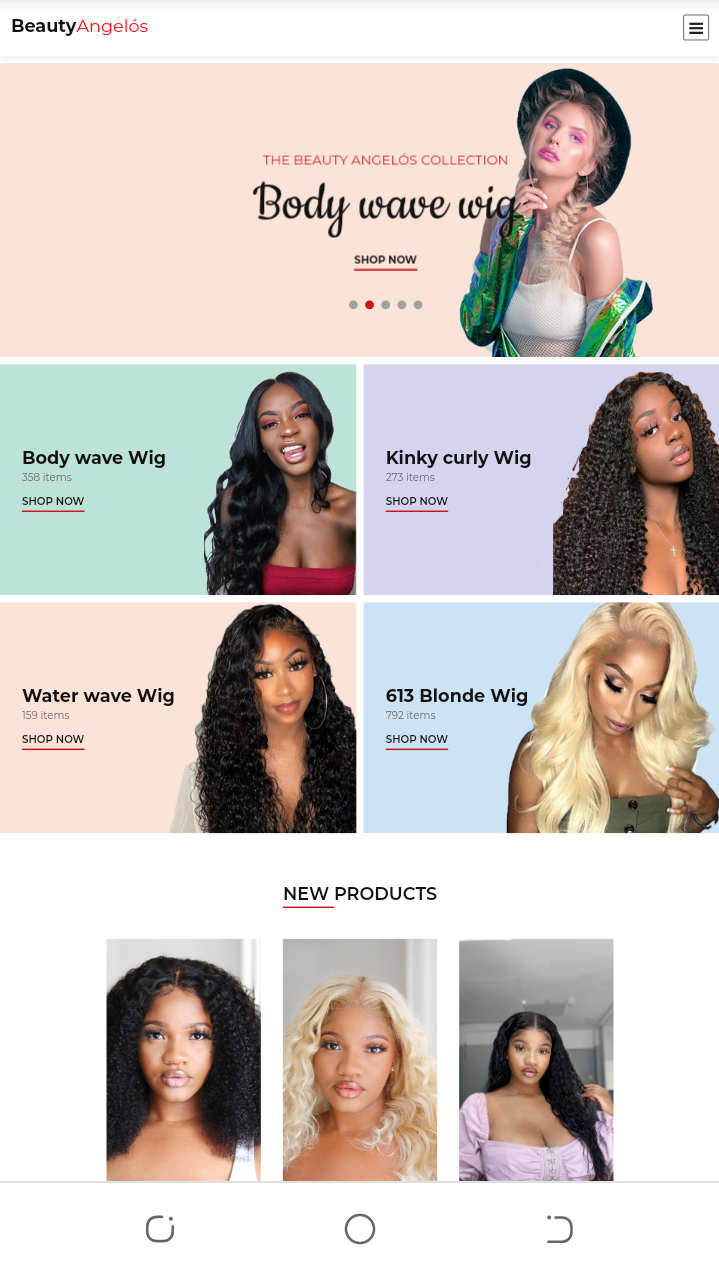 BeautyAngelós
THE BEAUTY ANGELÓS COLLECTION
Body wave wig
SHOP NOW
Body wave Wig
358 items
SHOP NOW
Kinky curly Wig
273 items
SHOP NOW
Water wave Wig
159 items
SHOP NOW
613 Blonde Wig
792 items
SHOP NOW
NEW PRODUCTS